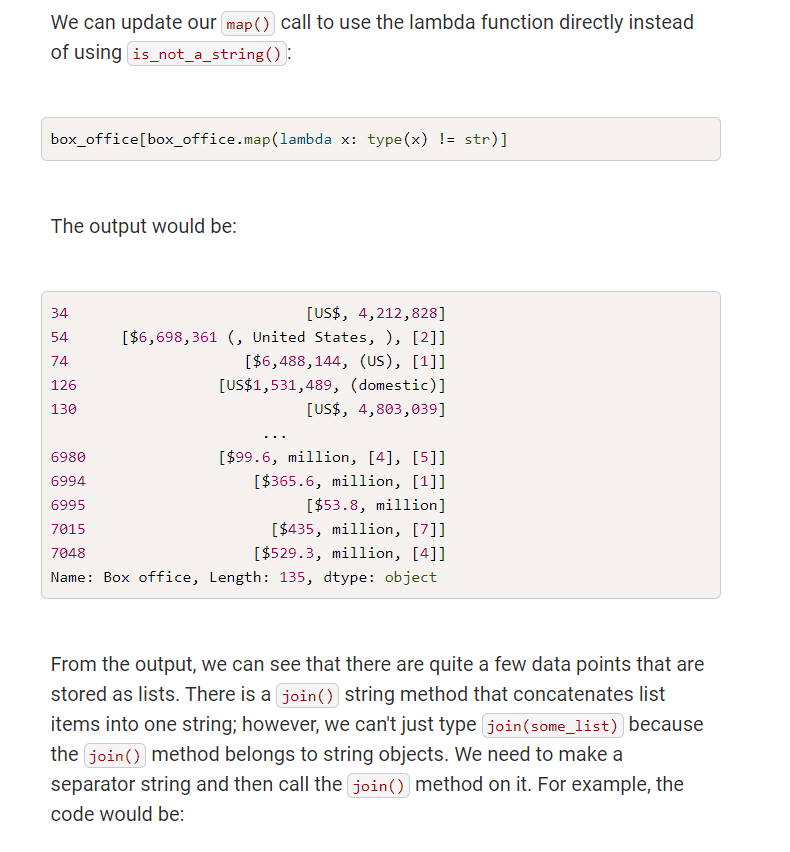 We can update our map() call to use the lambda function directly instead
of using is_not_a_string():
box_office[box_office.map(lambda x: type(x) != str)]
The output would be:
34 [US$, 4,212,828]
54 [$6,698,361 (, United States, ), [2]]
74 [$6,488,144, (US), [1]]
126 [US$1,531,489, (domestic)]
130 [US$, 4,803,039]
...
6980 [$99.6, million, [4], [5]]
6994 [$365.6, million, [1]]
6995 [$53.8, million]
7015 [$435, million, [7]]
7048 [$529.3, million, [4]]
Name: Box office, Length: 135, dtype: object
From the output, we can see that there are quite a few data points that are
stored as lists. There is a join() string method that concatenates list
items into one string; however, we can't just type join(some_list) because
the join() method belongs to string objects. We need to make a
separator string and then call the join() method on it. For example, the
code would be: